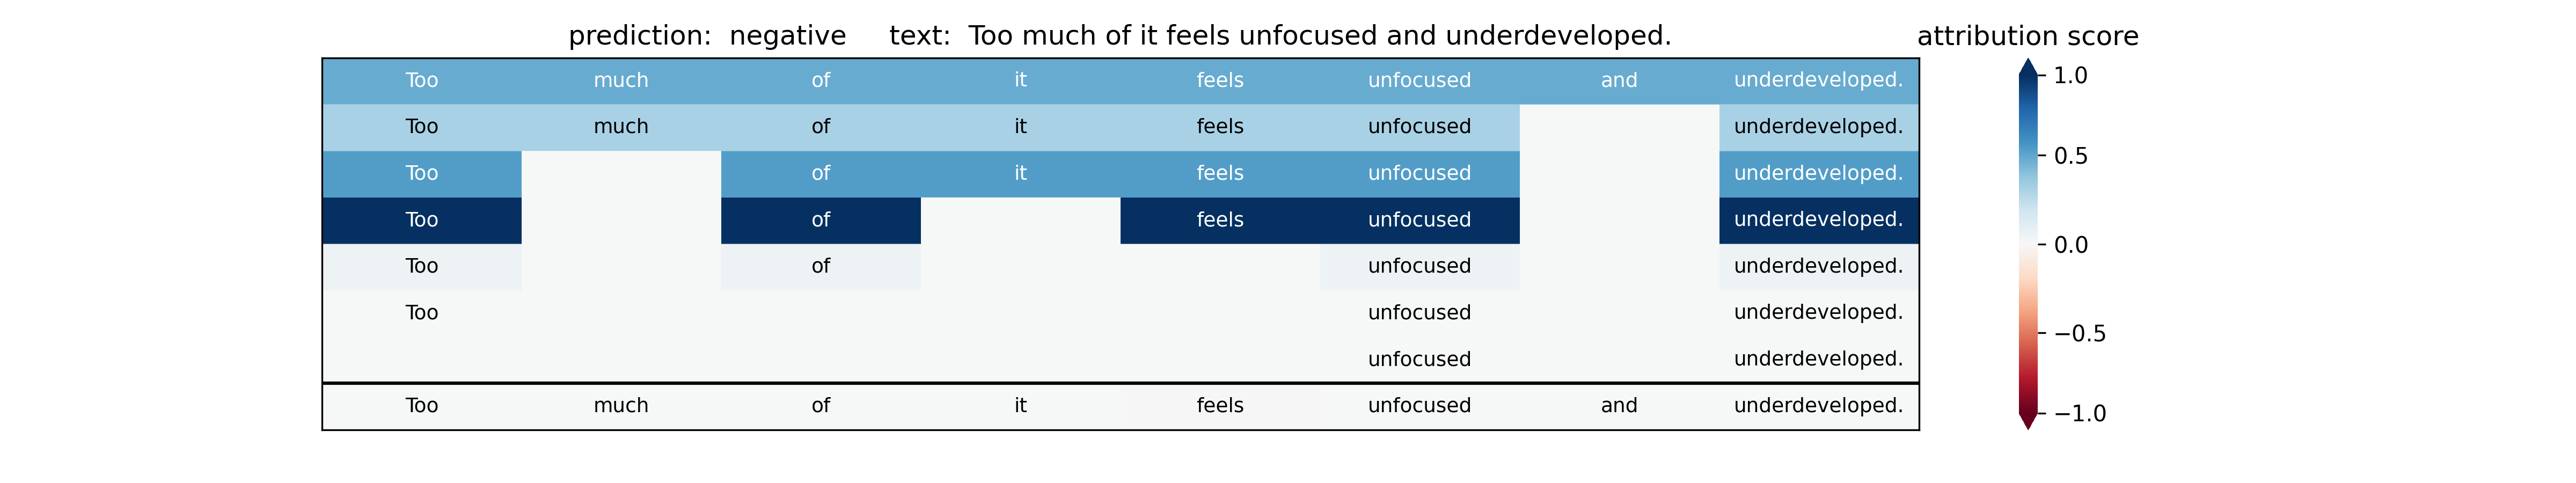 prediction: negative text: Too much of it feels unfocused and underdeveloped.
attribution score
Too much of it feels unfocused and underdeveloped.
Too much of it feels unfocused underdeveloped.
Too of it feels unfocused underdeveloped.
Too of feels unfocused underdeveloped.
Too of unfocused underdeveloped.
Too unfocused underdeveloped.
unfocused underdeveloped.
Too much of it feels unfocused and underdeveloped.
1.0
0.5
0.0
−0.5
−1.0